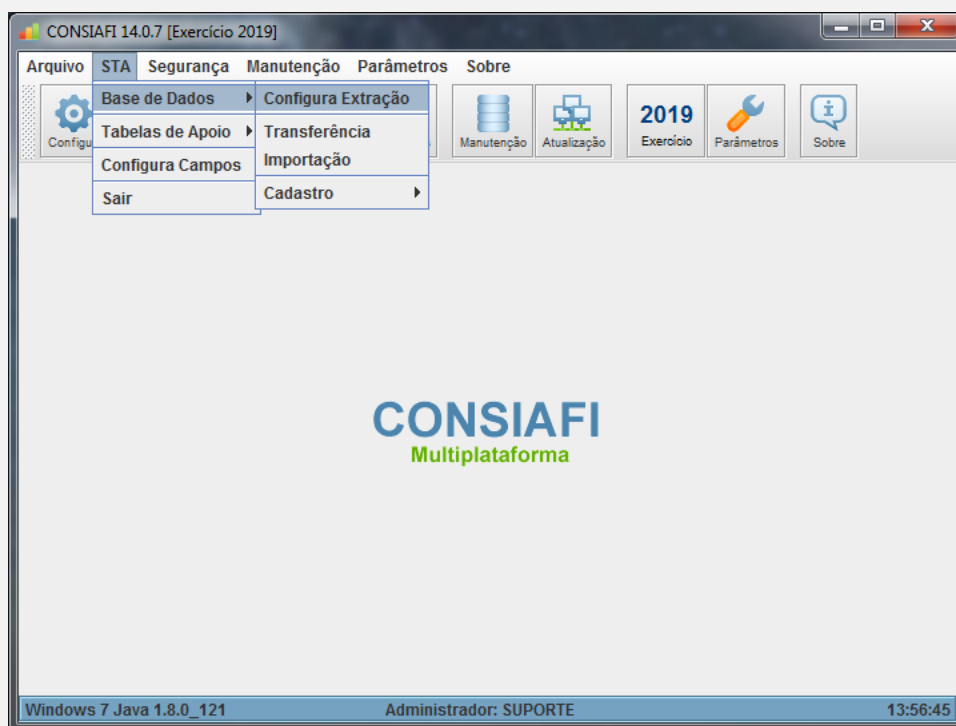 CONSIAFI 14.0.7 [Exercício 2019]
Arquivo STA Segurança Manutenção Parâmetros Sobre
Base de Dados
Configura Extração
Tabelas de Apoio
Transferência
Configura Campos
Importação
Sair
Cadastro
Manutenção
Atualização
2019
Exercício
Parâmetros
Sobre
CONSIAFI
Multiplataforma
Windows 7 Java 1.8.0_121 Administrador: SUPORTE 13:56:45